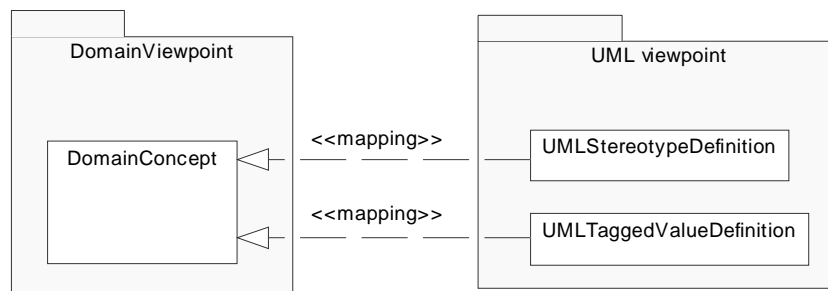 DomainViewpoint
UML viewpoint
<<mapping>>
DomainConcept
UMLStereotypeDefinition
<<mapping>>
UMLTaggedValueDefinition